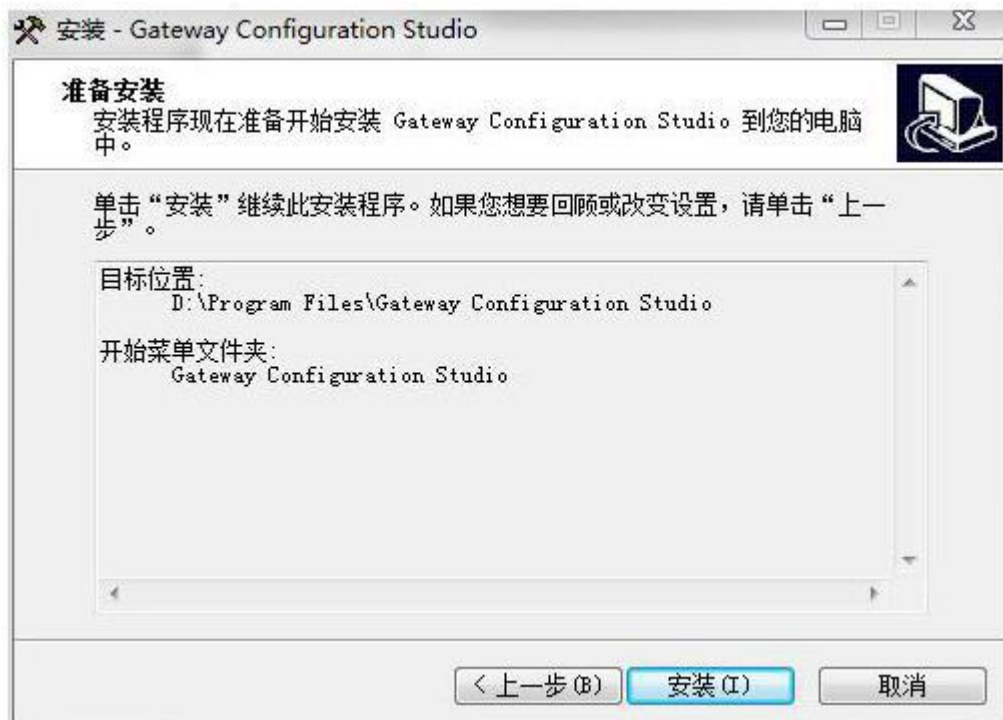 安装 - Gateway Configuration Studio
准备安装
安装程序现在准备开始安装 Gateway Configuration Studio 到您的电脑
中。
单击“安装”继续此安装程序。如果您想要回顾或改变设置，请单击“上一
步”。
目标位置:
D:\Program Files\Gateway Configuration Studio
开始菜单文件夹:
Gateway Configuration Studio
< 上一步(B)
安装(I)
取消